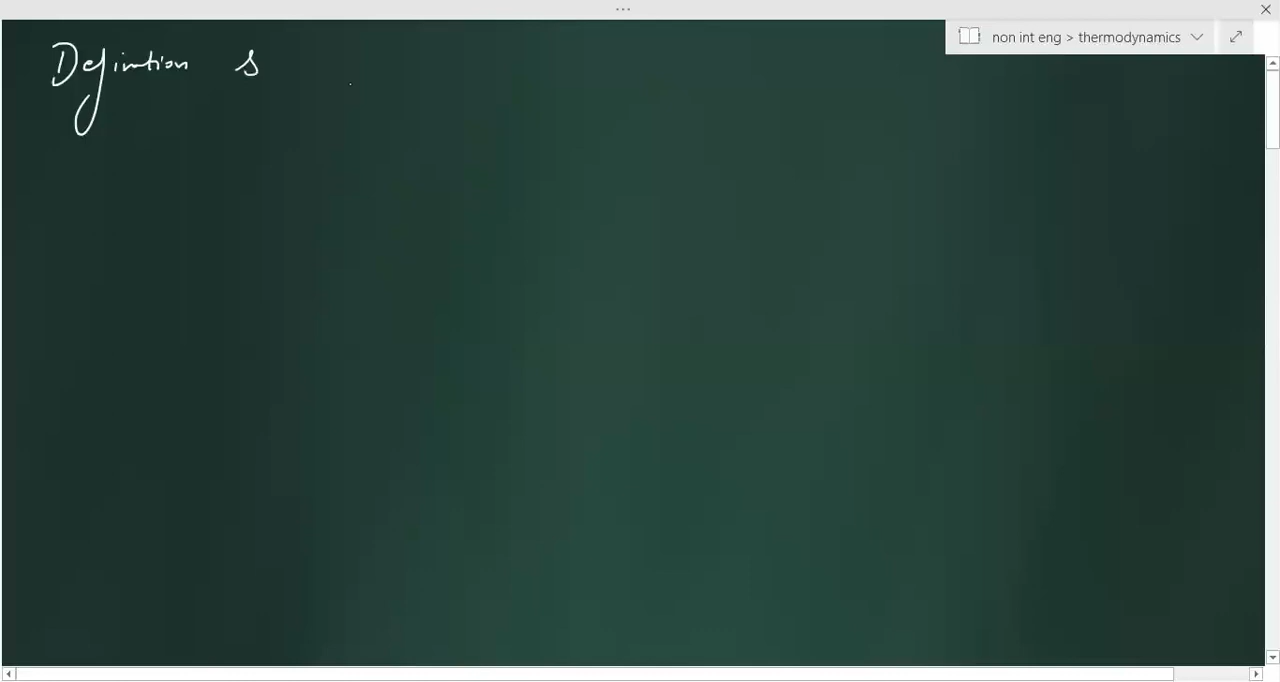 ...
non int eng > thermodynamics
Definition s